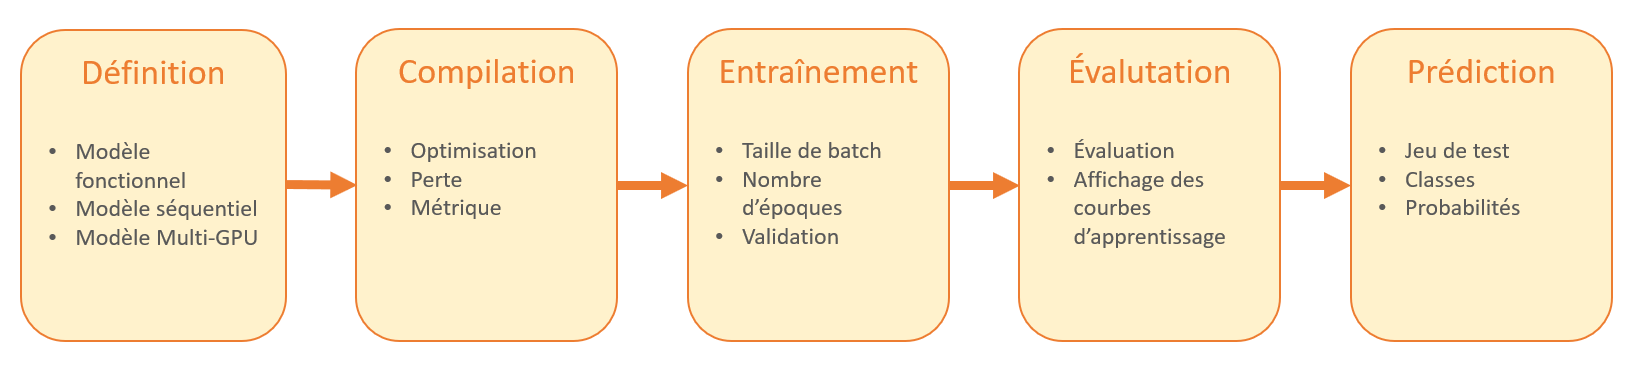 Définition
• Modèle
fonctionnel
• Modèle séquentiel
• Modèle Multi-GPU
Compilation
• Optimisation
• Perte
• Métrique
Entraînement
• Taille de batch
• Nombre
d’époques
• Validation
Évalutation
• Évaluation
• Affichage des
courbes
d’apprentissage
Prédiction
• Jeu de test
• Classes
• Probabilités